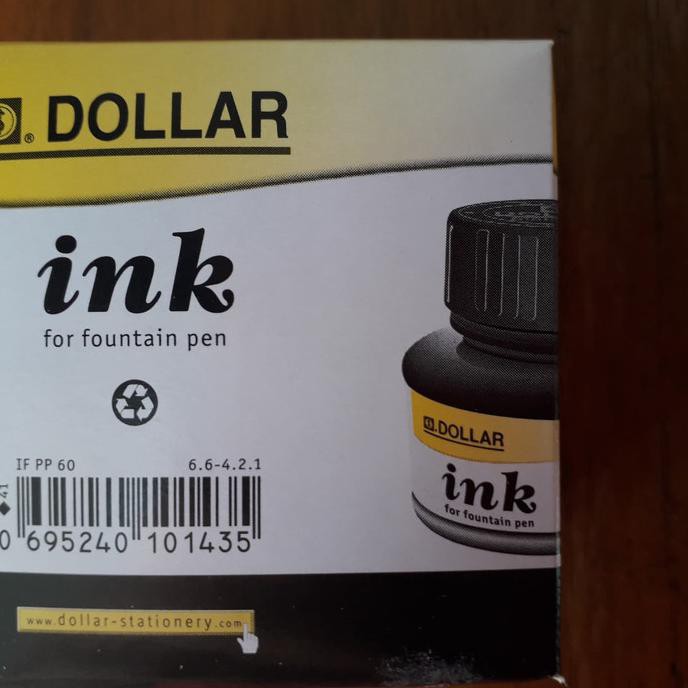 ® DOLLAR
ink
for fountain pen
IF PP 60 6.6-4.2.1
41
0 695240 101435
www.dollar-stationery.com
DOLLAR
ink
for fountain pen